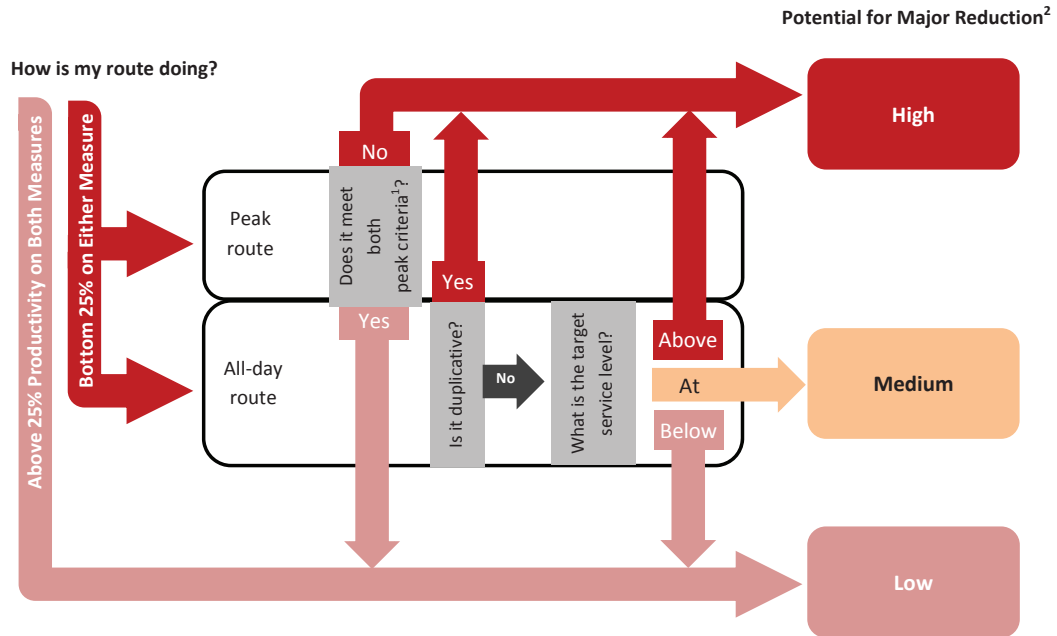 Potential for Major Reduction²
How is my route doing?
Above 25% Productivity on Both Measures
Bottom 25% on Either Measure
High
No
Peak
route
Does it meet
both
peak criteria¹?
Yes
Yes
All-day
route
Is it duplicative?
No
What is the target
service level?
Above
At
Below
Medium
Low